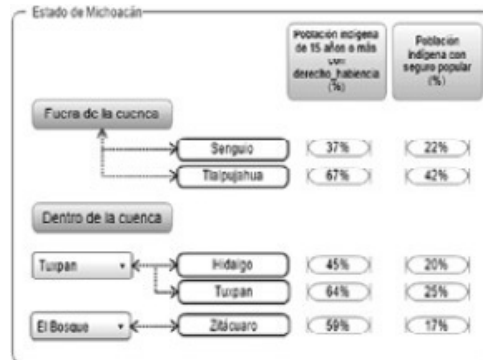 Estado de Michoacán
Población indígena
de 15 años o más
con
derecho_habiencia
(%)
Población
indígena con
seguro popular
(%)
Fuera de la cuenca
Senguio 37% 22%
Tlalpujahua 67% 42%
Dentro de la cuenca
Tuxpan Hidalgo 45% 20%
Tuxpan 64% 25%
El Bosque Zitácuaro 59% 17%